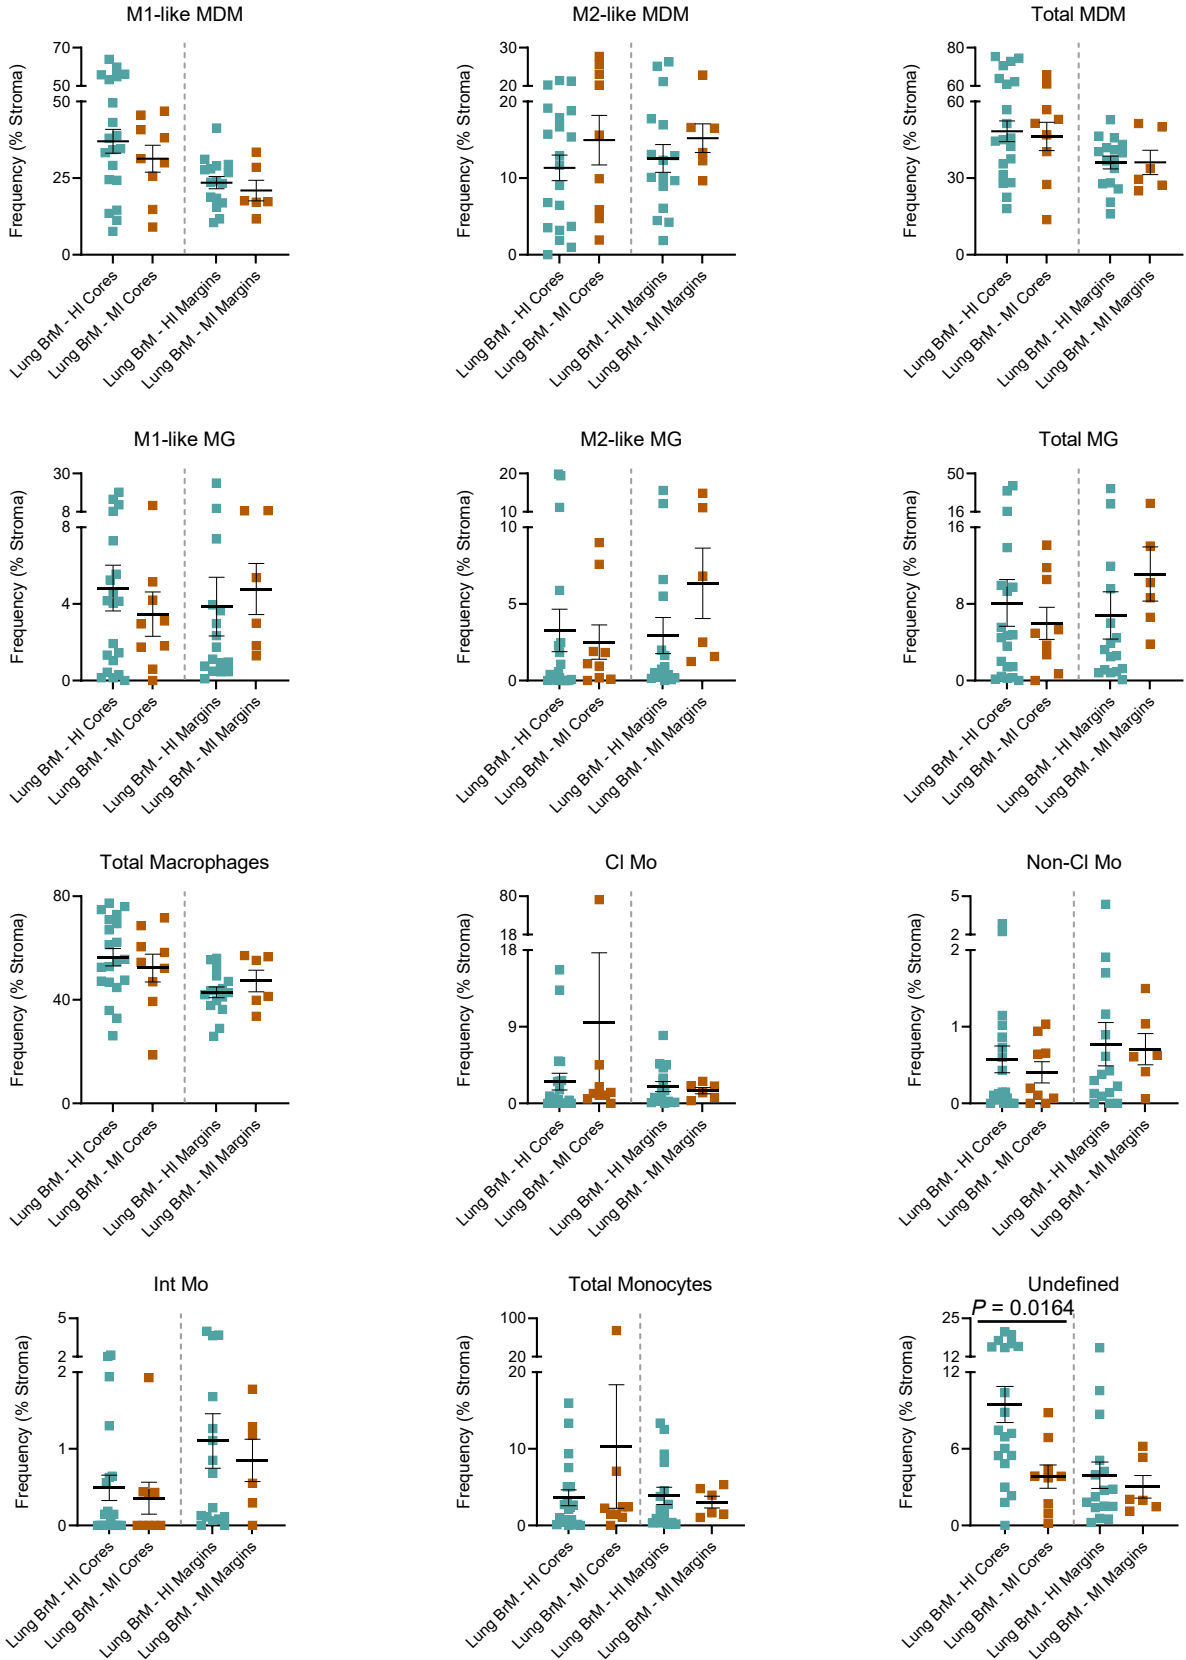 M1-like MDM
Frequency (% Stroma)
70
50
50
25
0
Lung BrM - HI Cores
Lung BrM - MI Cores
Lung BrM - HI Margins
Lung BrM - MI Margins
M2-like MDM
Frequency (% Stroma)
30
20
20
10
0
Lung BrM - HI Cores
Lung BrM - MI Cores
Lung BrM - HI Margins
Lung BrM - MI Margins
Total MDM
Frequency (% Stroma)
80
60
60
30
0
Lung BrM - HI Cores
Lung BrM - MI Cores
Lung BrM - HI Margins
Lung BrM - MI Margins
M1-like MG
Frequency (% Stroma)
30
8
8
4
0
Lung BrM - HI Cores
Lung BrM - MI Cores
Lung BrM - HI Margins
Lung BrM - MI Margins
M2-like MG
Frequency (% Stroma)
20
10
10
5
0
Lung BrM - HI Cores
Lung BrM - MI Cores
Lung BrM - HI Margins
Lung BrM - MI Margins
Total MG
Frequency (% Stroma)
50
16
16
8
0
Lung BrM - HI Cores
Lung BrM - MI Cores
Lung BrM - HI Margins
Lung BrM - MI Margins
Total Macrophages
Frequency (% Stroma)
80
40
0
Lung BrM - HI Cores
Lung BrM - MI Cores
Lung BrM - HI Margins
Lung BrM - MI Margins
Cl Mo
Frequency (% Stroma)
80
18
18
9
0
Lung BrM - HI Cores
Lung BrM - MI Cores
Lung BrM - HI Margins
Lung BrM - MI Margins
Non-Cl Mo
Frequency (% Stroma)
5
2
2
1
0
Lung BrM - HI Cores
Lung BrM - MI Cores
Lung BrM - HI Margins
Lung BrM - MI Margins
Int Mo
Frequency (% Stroma)
5
2
2
1
0
Lung BrM - HI Cores
Lung BrM - MI Cores
Lung BrM - HI Margins
Lung BrM - MI Margins
Total Monocytes
Frequency (% Stroma)
100
20
20
10
0
Lung BrM - HI Cores
Lung BrM - MI Cores
Lung BrM - HI Margins
Lung BrM - MI Margins
Undefined
P = 0.0164
Frequency (% Stroma)
25
12
12
6
0
Lung BrM - HI Cores
Lung BrM - MI Cores
Lung BrM - HI Margins
Lung BrM - MI Margins